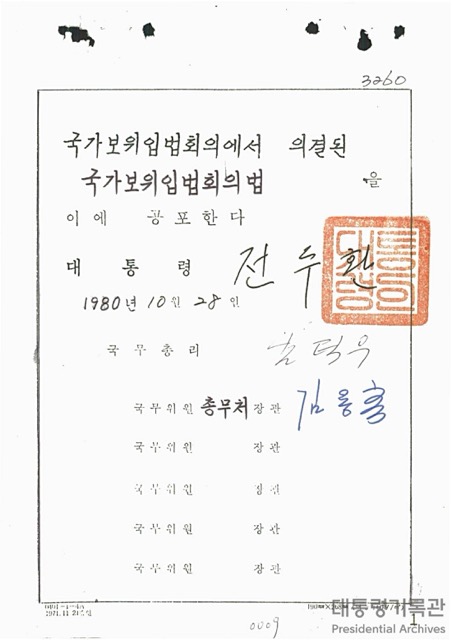 3260
국가보위입법회의에서 의결된
국가보위입법회의법 을
이에 공포한다
대통령 전두환
대통령의인
1980년 10월 28일
국무총리 남덕우
국무위원 총무처장관 김용휴
국무위원 장관
국무위원 장관
국무위원 장관
국무위원 장관
대통령기록관
Presidential Archives
0009
1